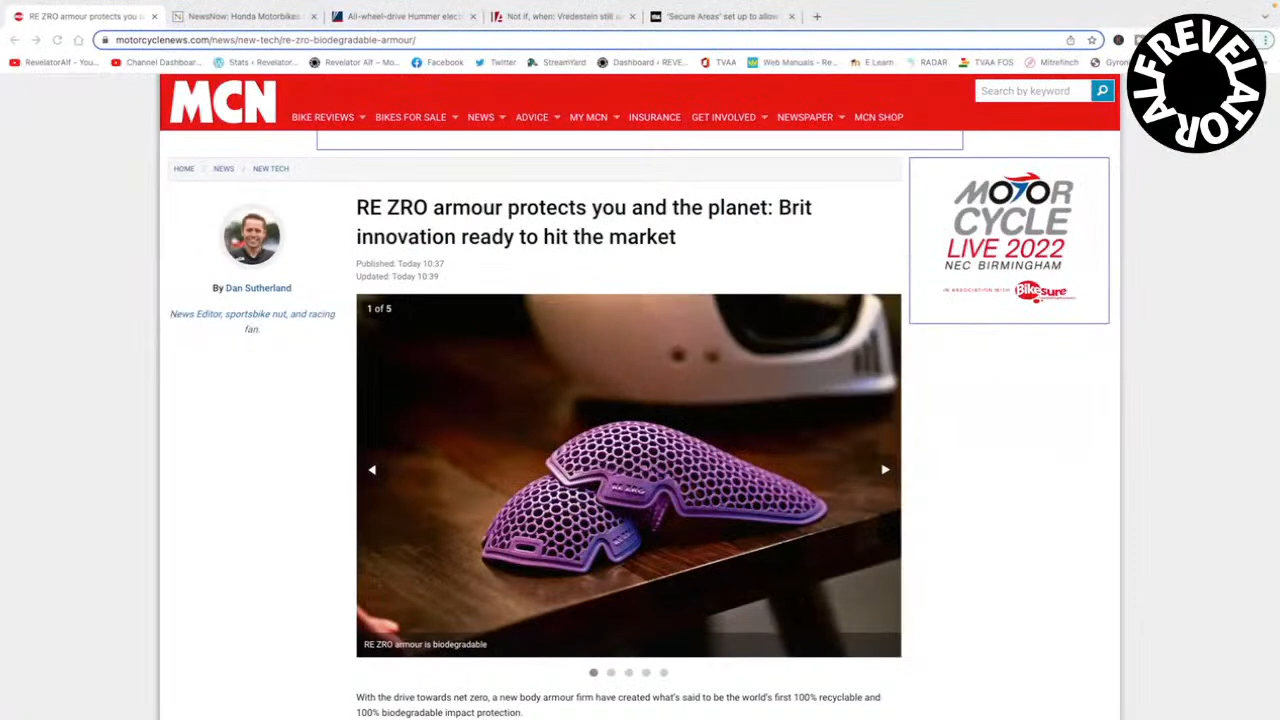 RE ZRO armour protects you a
NewsNow: Honda Motorbikes
All-wheel-drive Hummer elect
Not if, when: Vredestein still
'Secure Areas' set up to allow
motorcyclenews.com/news/new-tech/re-zro-biodegradable-armour/
RevelatorAlf - You...
Channel Dashboar...
Stats ‹ Revelator...
Revelator Alf – Mo...
Facebook
Twitter
StreamYard
Dashboard ‹ REVE...
TVAA
Web Manuals - Re...
E Learn
RADAR
TVAA FOS
Mitrefinch
Gyron
ALFREVELATOR
MCN
Search by keyword
BIKE REVIEWS
BIKES FOR SALE
NEWS
ADVICE
MY MCN
INSURANCE
GET INVOLVED
NEWSPAPER
MCN SHOP
HOME / NEWS / NEW TECH
RE ZRO armour protects you and the planet: Brit
innovation ready to hit the market
Published: Today 10:37
Updated: Today 10:39
By Dan Sutherland
News Editor, sportsbike nut, and racing
fan.
MOTOR
CYCLE
LIVE 2022
NEC BIRMINGHAM
IN ASSOCIATION WITH Bikesure
1 of 5
RE ZRO
RE ZRO armour is biodegradable
With the drive towards net zero, a new body armour firm have created what's said to be the world's first 100% recyclable and
100% biodegradable impact protection.